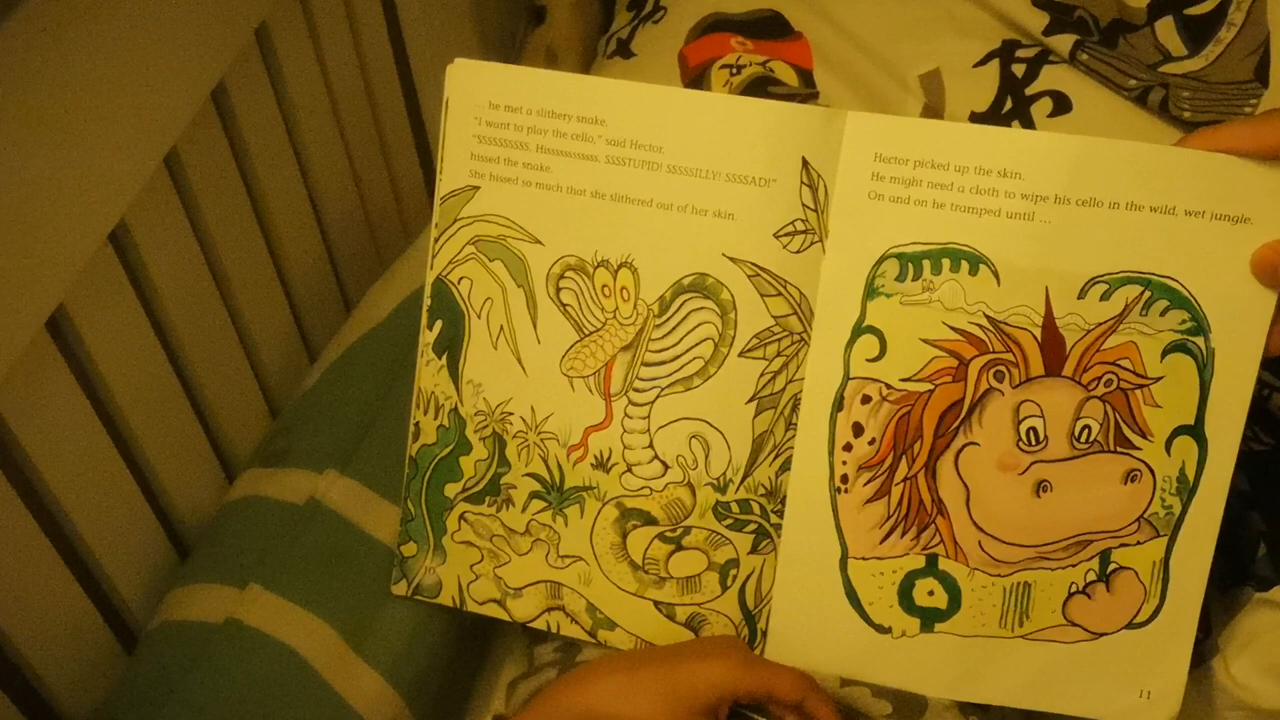 ... he met a slithery snake.
"I want to play the cello," said Hector.
"SSSSSSSSSS. Hisssssssssssss. SSSSTUPID! SSSSSILLY! SSSSAD!"
hissed the snake.
She hissed so much that she slithered out of her skin.
Hector picked up the skin.
He might need a cloth to wipe his cello in the wild, wet jungle.
On and on he tramped until ...
11